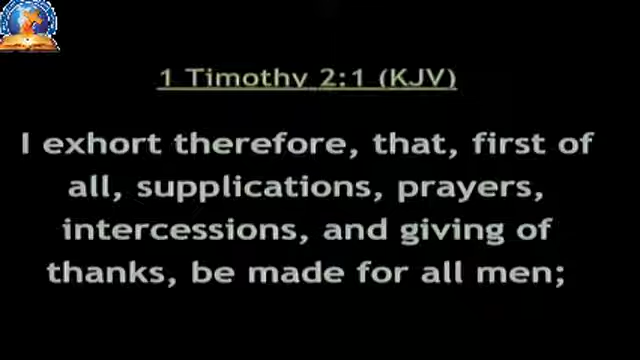 1 Timothy 2:1 (KJV)
I exhort therefore, that, first of
all, supplications, prayers,
intercessions, and giving of
thanks, be made for all men;